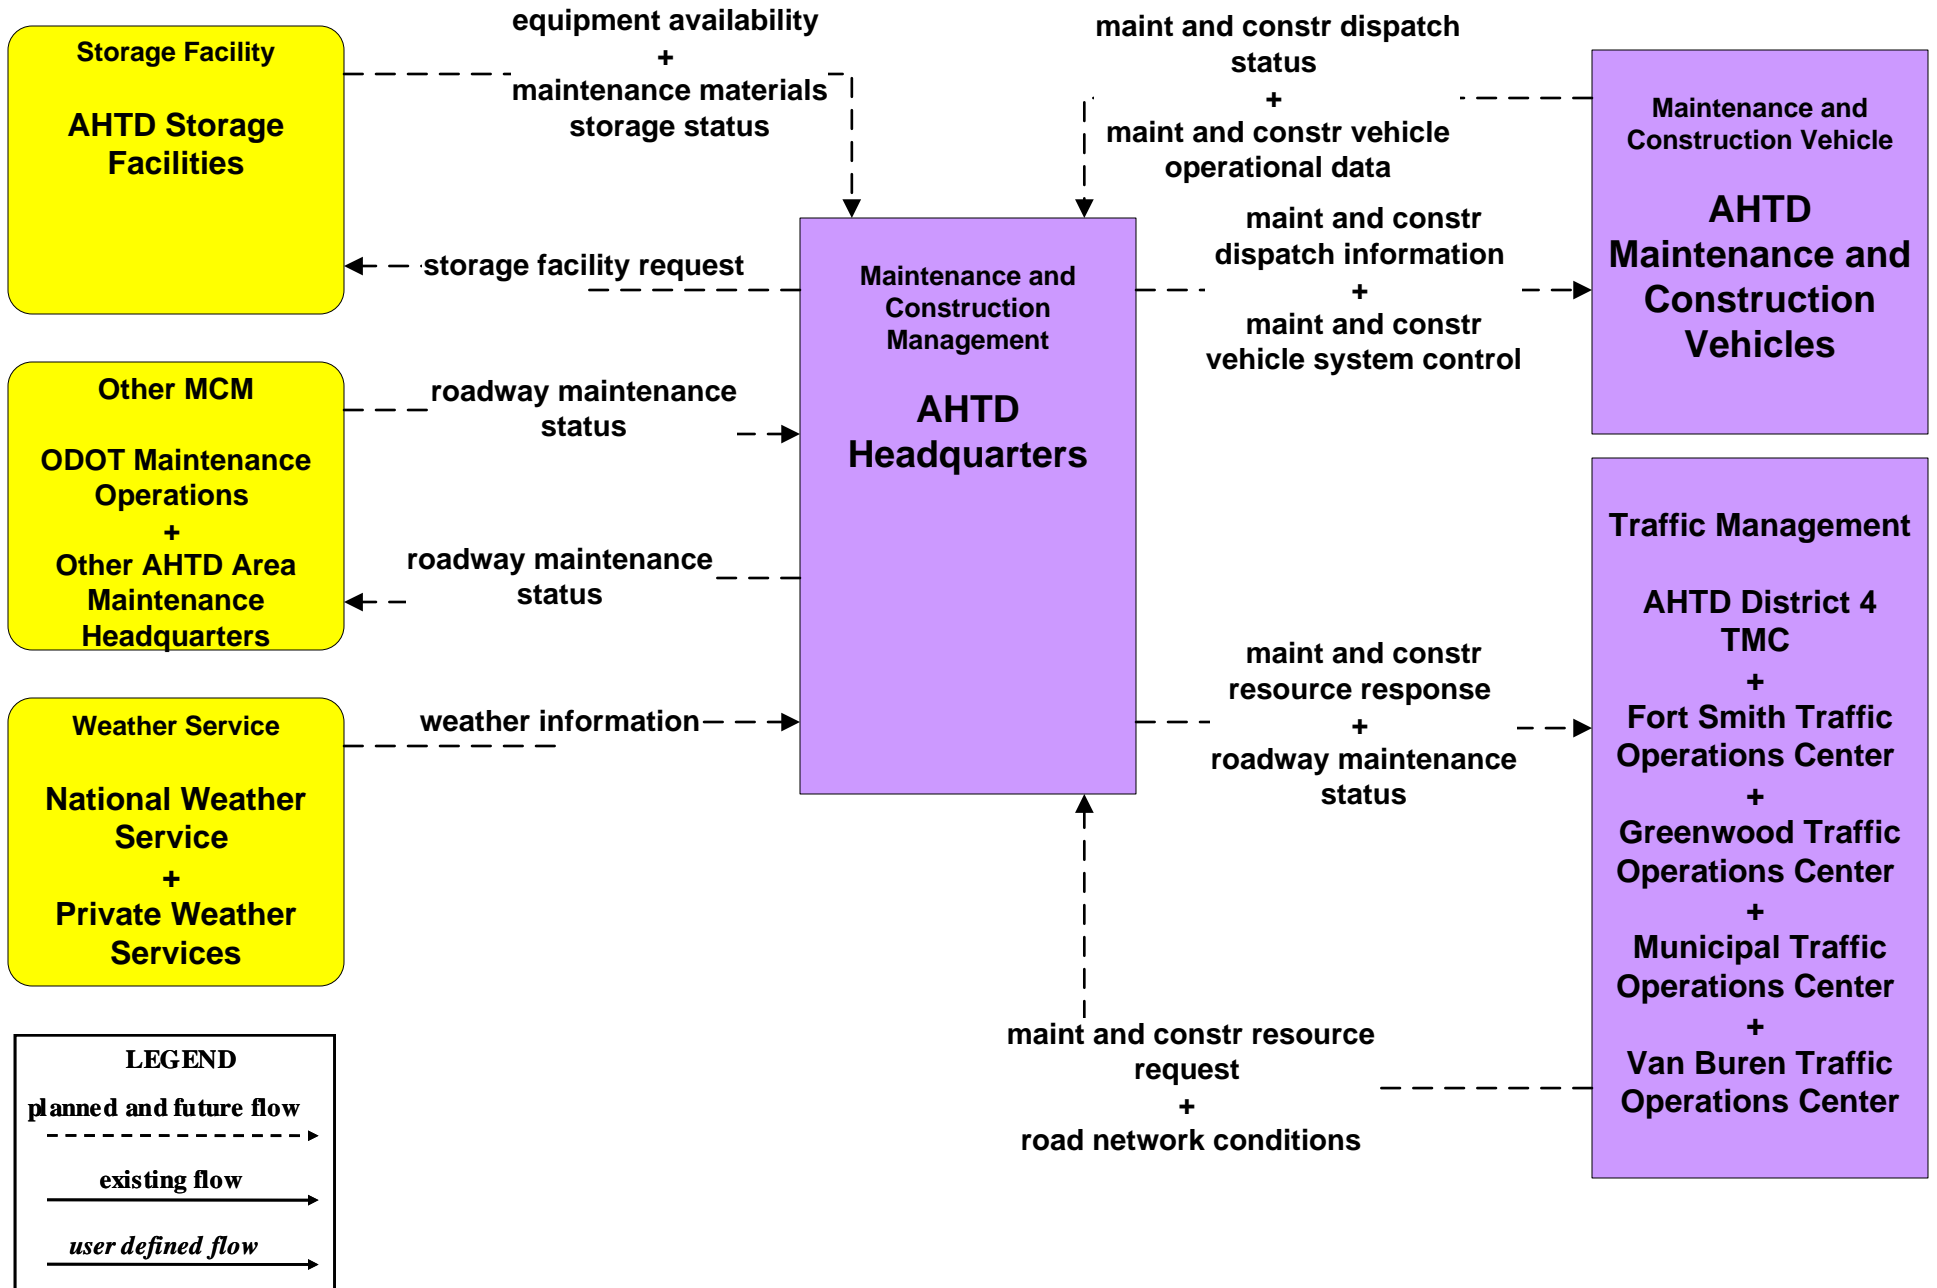 Storage Facility
AHTD Storage
Facilities
equipment availability
+
maintenance materials
storage status
storage facility request
Other MCM
ODOT Maintenance
Operations
+
Other AHTD Area
Maintenance
Headquarters
roadway maintenance
status
roadway maintenance
status
Weather Service
National Weather
Service
+
Private Weather
Services
weather information
Maintenance and
Construction
Management
AHTD
Headquarters
maint and constr dispatch
status
+
maint and constr vehicle
operational data
maint and constr
dispatch information
+
maint and constr
vehicle system control
Maintenance and
Construction Vehicle
AHTD
Maintenance and
Construction
Vehicles
maint and constr
resource response
+
roadway maintenance
status
maint and constr resource
request
+
road network conditions
Traffic Management
AHTD District 4
TMC
+
Fort Smith Traffic
Operations Center
+
Greenwood Traffic
Operations Center
+
Municipal Traffic
Operations Center
+
Van Buren Traffic
Operations Center
LEGEND
planned and future flow
existing flow
user defined flow